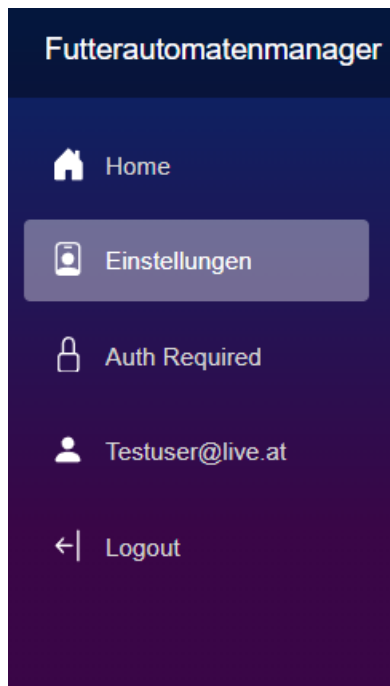 Futterautomatenmanager
Home
Einstellungen
Auth Required
Testuser@live.at
Logout